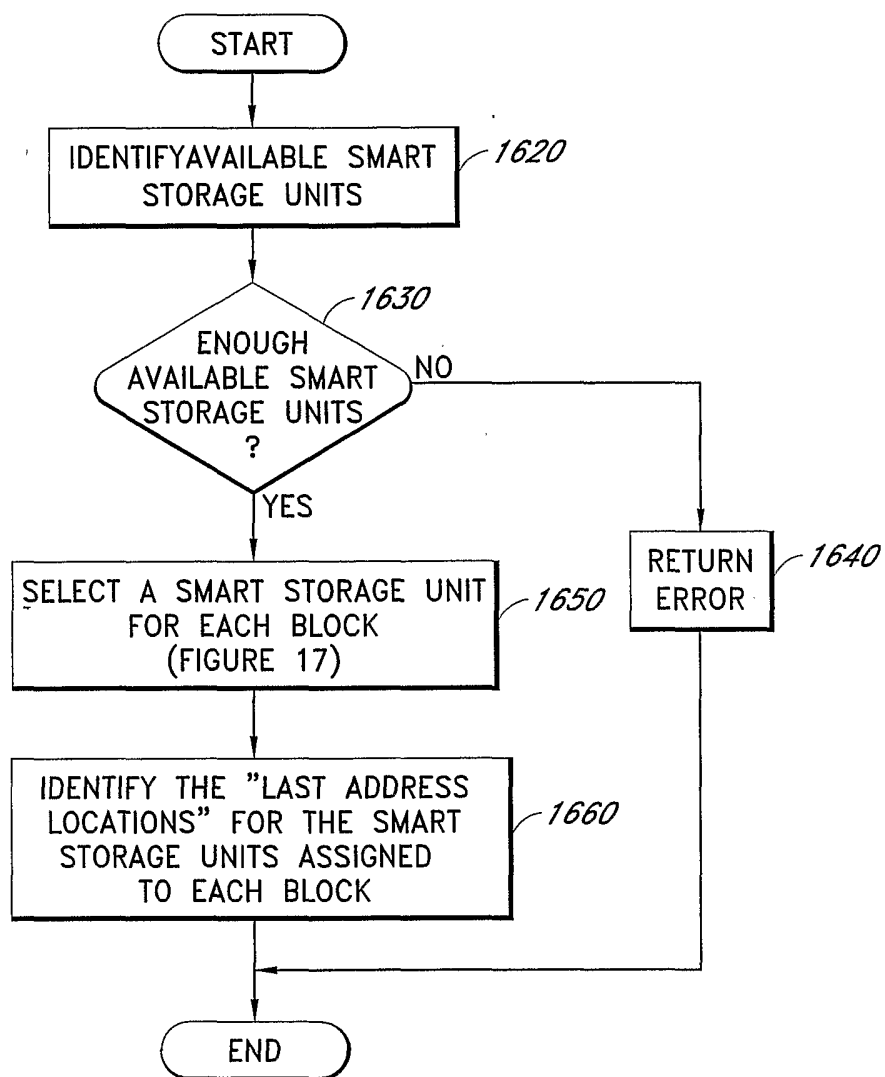 START
IDENTIFYAVAILABLE SMART
STORAGE UNITS
1620
1630
ENOUGH
AVAILABLE SMART
STORAGE UNITS
?
NO
YES
SELECT A SMART STORAGE UNIT
FOR EACH BLOCK
(FIGURE 17)
1650
RETURN
ERROR
1640
IDENTIFY THE "LAST ADDRESS
LOCATIONS" FOR THE SMART
STORAGE UNITS ASSIGNED
TO EACH BLOCK
1660
END